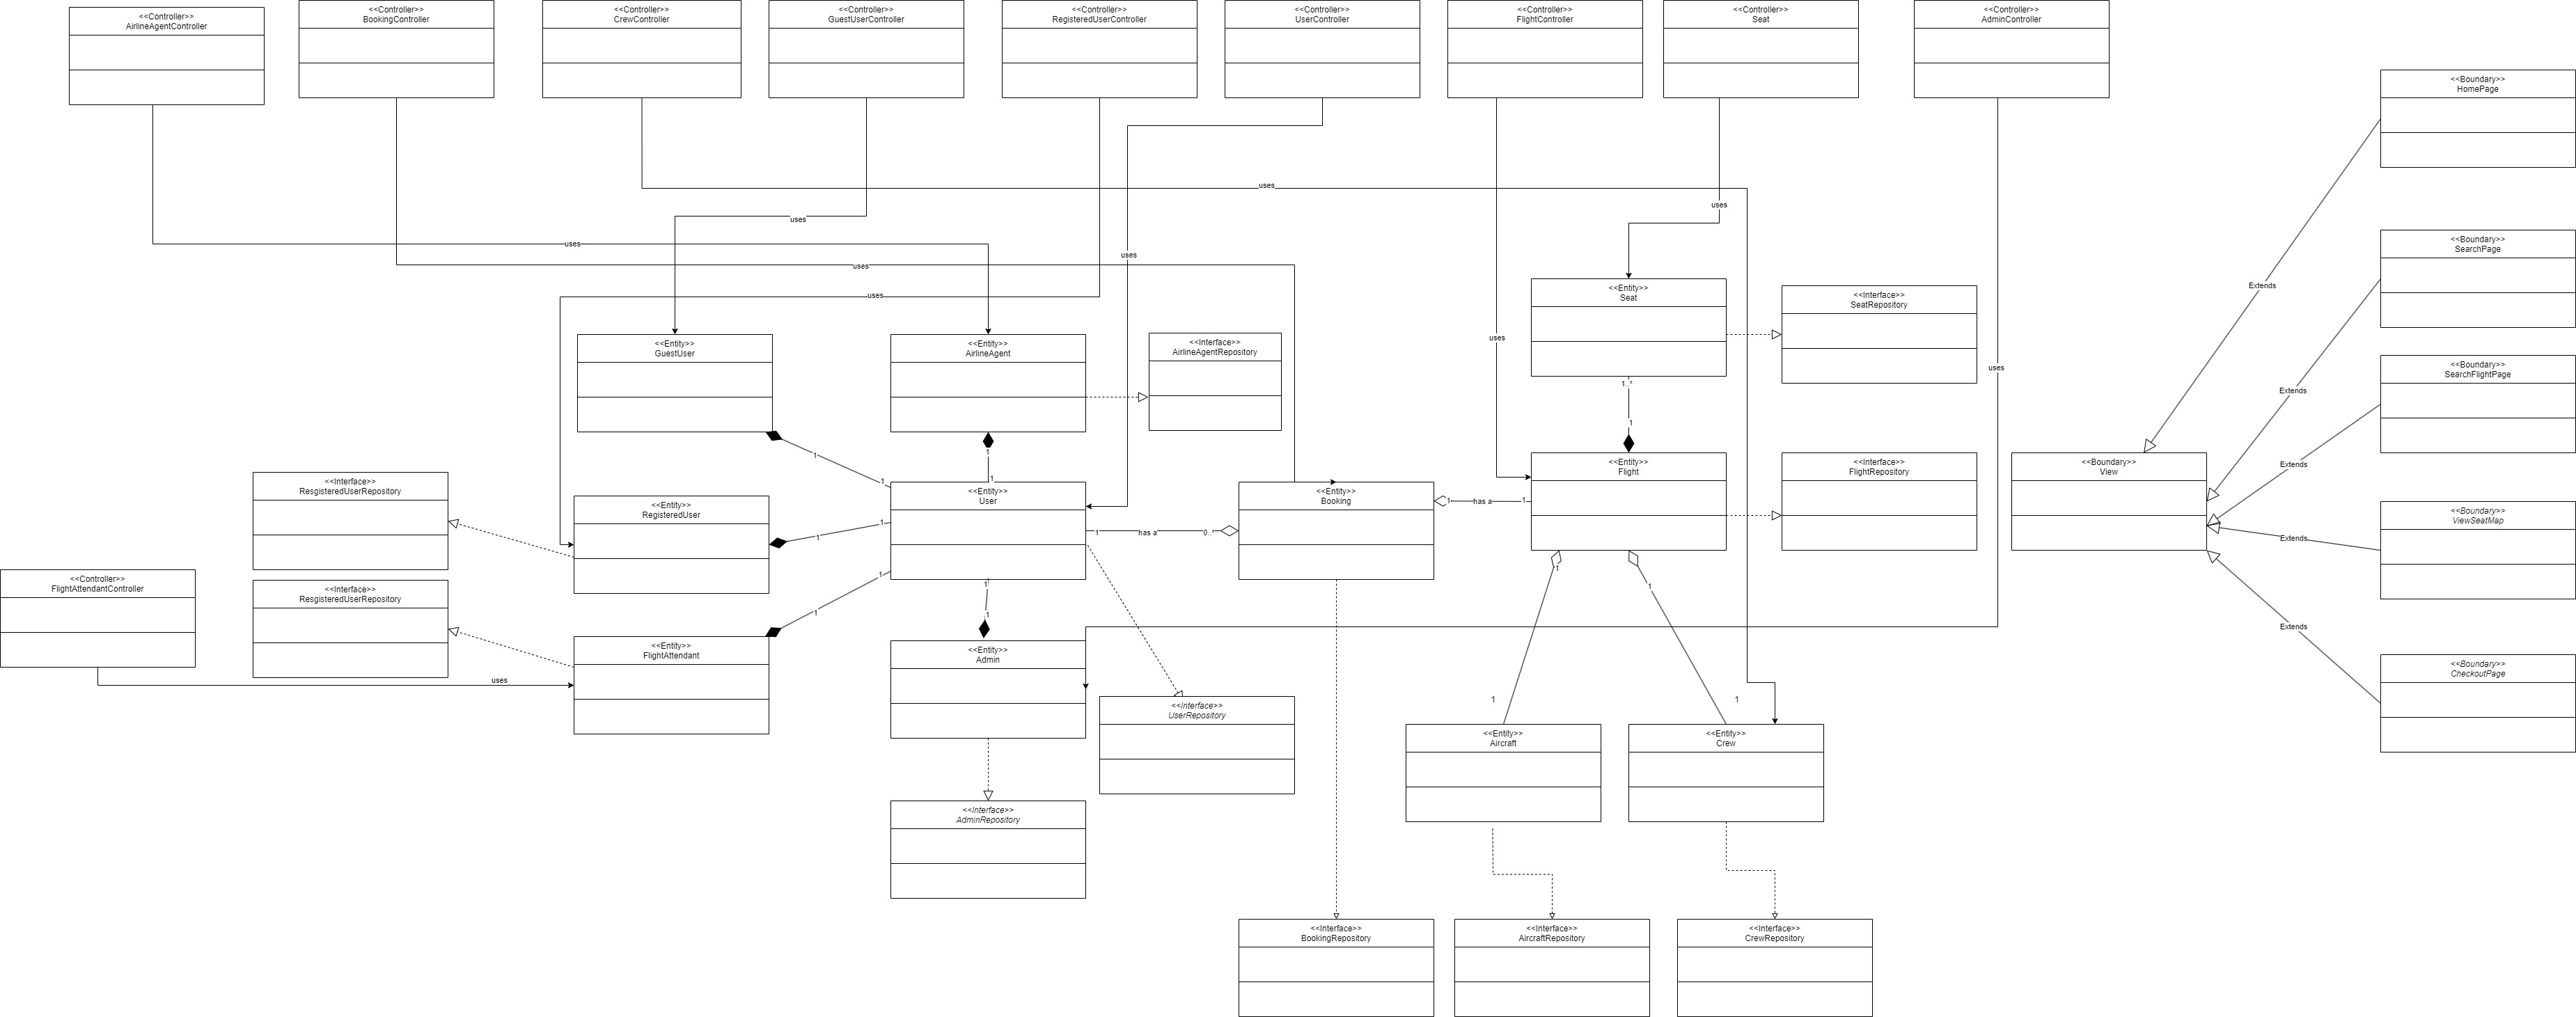 <<Controller>>
AirlineAgentController
<<Controller>>
BookingController
<<Controller>>
CrewController
<<Controller>>
GuestUserController
<<Controller>>
RegisteredUserController
<<Controller>>
UserController
<<Controller>>
FlightController
<<Controller>>
Seat
<<Controller>>
AdminController
<<Boundary>>
HomePage
uses
uses
uses
uses
uses
uses
uses
uses
uses
<<Boundary>>
SearchPage
<<Entity>>
Seat
<<Interface>>
SeatRepository
Extends
<<Entity>>
GuestUser
<<Entity>>
AirlineAgent
<<Interface>>
AirlineAgentRepository
<<Boundary>>
SearchFlightPage
1..*
1
Extends
1
1
1
1
<<Entity>>
Flight
<<Interface>>
FlightRepository
<<Boundary>>
View
Extends
<<Interface>>
ResgisteredUserRepository
<<Entity>>
RegisteredUser
<<Entity>>
User
<<Entity>>
Booking
1
has a
1
<<Boundary>>
ViewSeatMap
1
1
1
has a
0..*
Extends
<<Controller>>
FlightAttendantController
<<Interface>>
ResgisteredUserRepository
1
1
1
1
1
1
Extends
<<Entity>>
FlightAttendant
<<Entity>>
Admin
<<Boundary>>
CheckoutPage
uses
1
1
<<Interface>>
UserRepository
<<Entity>>
Aircraft
<<Entity>>
Crew
<<Interface>>
AdminRepository
<<Interface>>
BookingRepository
<<Interface>>
AircraftRepository
<<Interface>>
CrewRepository